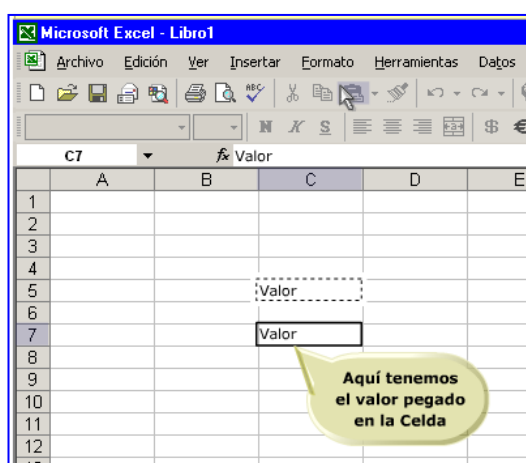 Microsoft Excel - Libro1
Archivo Edición Ver Insertar Formato Herramientas Datos
ABC
N K S $ €
C7 fx Valor
A B C D E
1
2
3
4
5 Valor
6
7 Valor
8
9
10
11
12
Aquí tenemos
el valor pegado
en la Celda